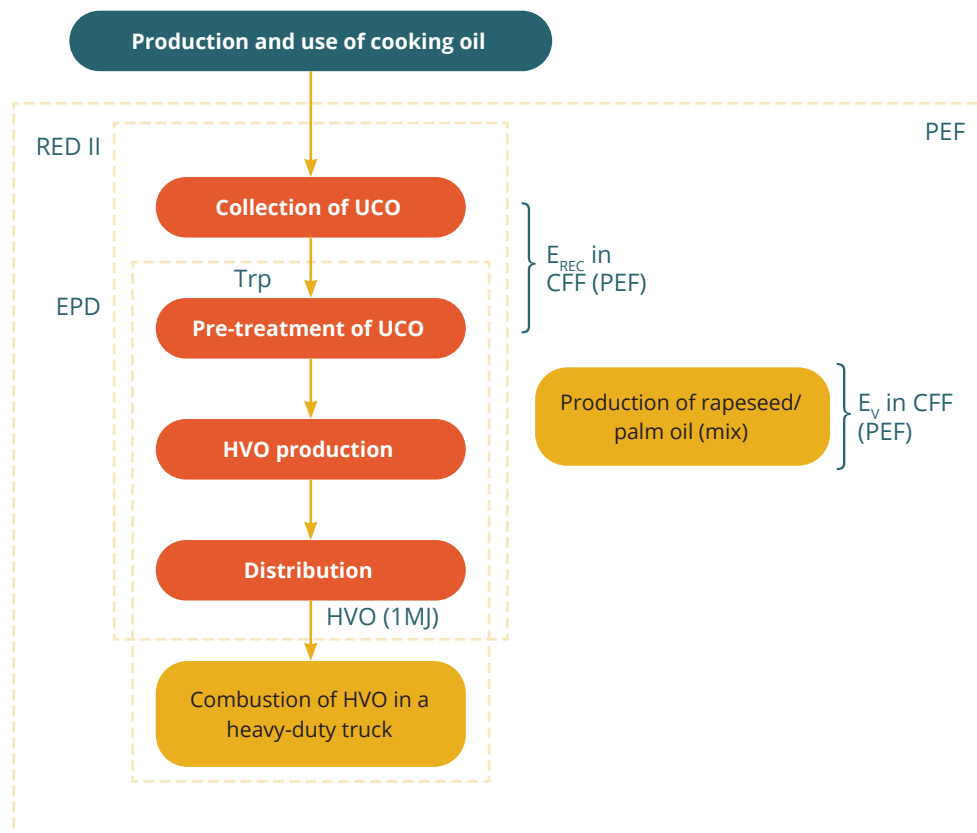 Production and use of cooking oil
RED II
PEF
Collection of UCO
E_REC in
CFF (PEF)
Trp
EPD
Pre-treatment of UCO
Production of rapeseed/
palm oil (mix)
E_V in CFF
(PEF)
HVO production
Distribution
HVO (1MJ)
Combustion of HVO in a
heavy-duty truck